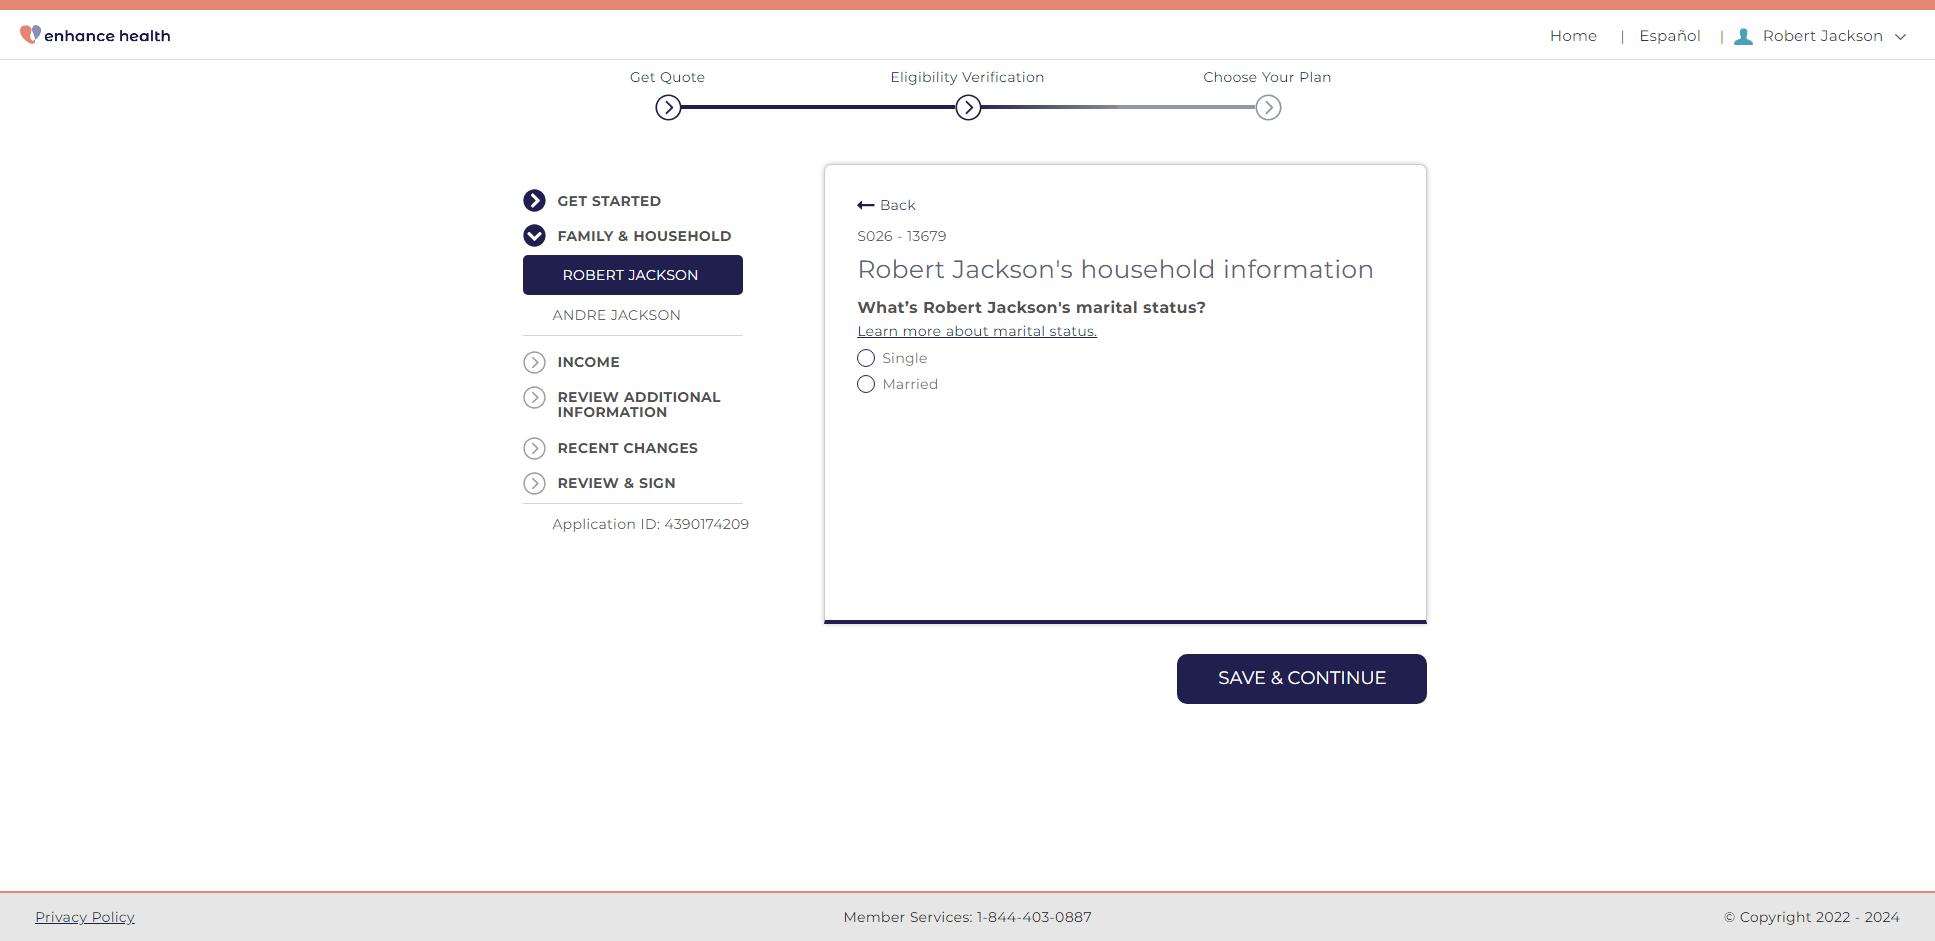 enhance health
Home | Español | Robert Jackson
Get Quote
Eligibility Verification
Choose Your Plan
GET STARTED
FAMILY & HOUSEHOLD
ROBERT JACKSON
ANDRE JACKSON
INCOME
REVIEW ADDITIONAL
INFORMATION
RECENT CHANGES
REVIEW & SIGN
Application ID: 4390174209
Back
S026 - 13679
Robert Jackson's household information
What’s Robert Jackson's marital status?
Learn more about marital status.
Single
Married
SAVE & CONTINUE
Privacy Policy
Member Services: 1-844-403-0887
© Copyright 2022 - 2024